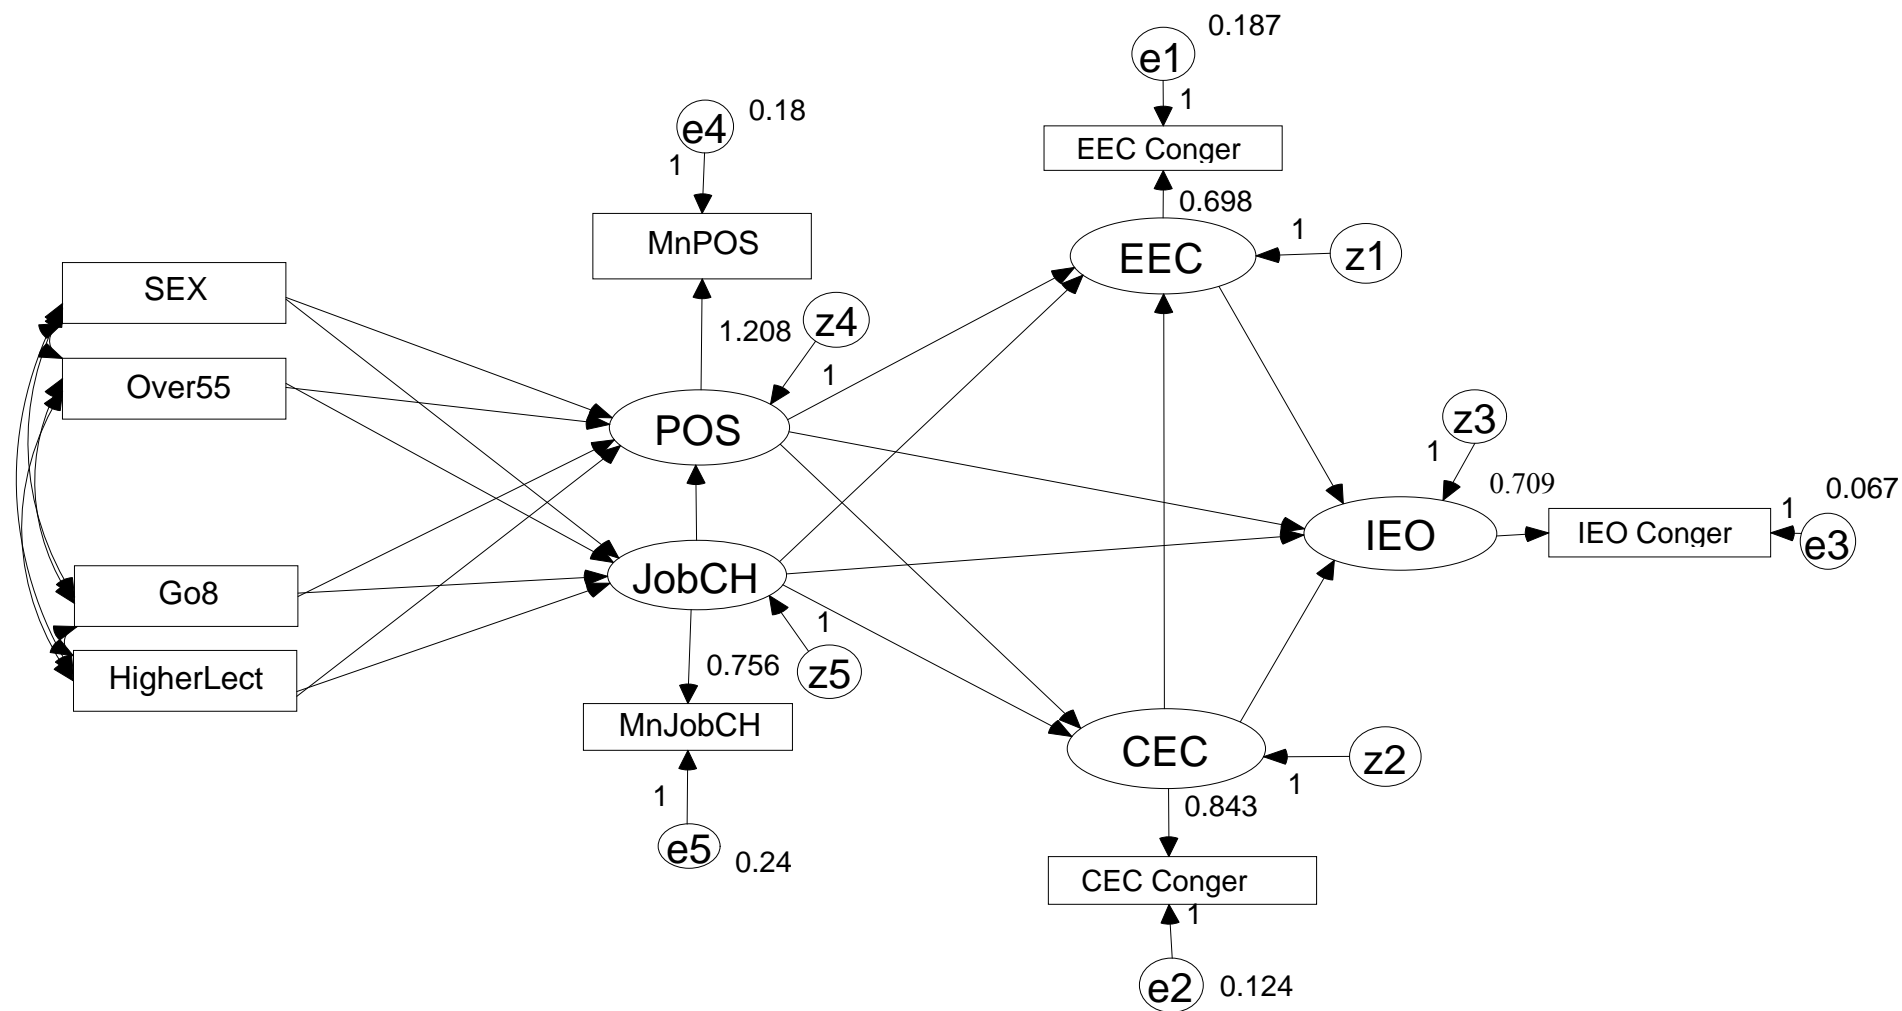 0.187
e1
1
EEC Conger
0.698
0.18
e4
1
MnPOS
EEC
1
z1
SEX
1.208
z4
1
Over55
POS
z3
1
0.709
0.067
1
IEO
IEO Conger
e3
JobCH
Go8
1
0.756
z5
HigherLect
MnJobCH
CEC
z2
1
0.843
1
e5
0.24
CEC Conger
1
e2
0.124